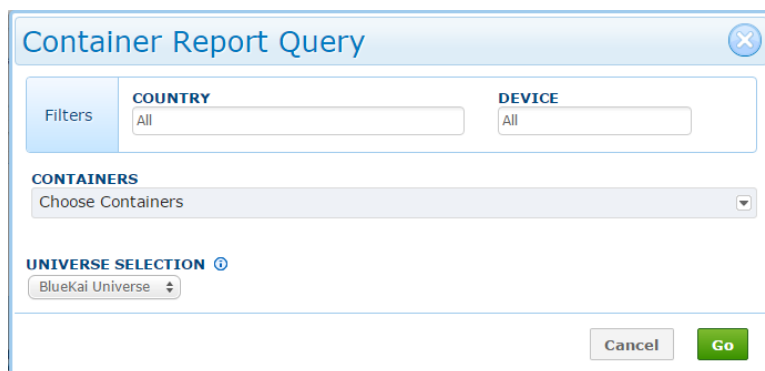 Container Report Query
Filters
COUNTRY
All
DEVICE
All
CONTAINERS
Choose Containers
UNIVERSE SELECTION
BlueKai Universe
Cancel
Go